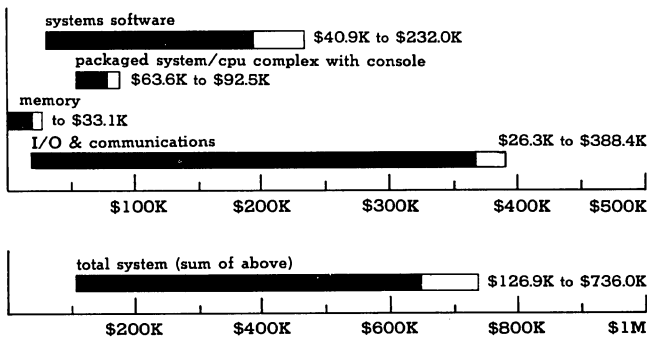 systems software
$40.9K to $232.0K
packaged system/cpu complex with console
$63.6K to $92.5K
memory
to $33.1K
I/O & communications
$26.3K to $388.4K
$100K $200K $300K $400K $500K
total system (sum of above)
$126.9K to $736.0K
$200K $400K $600K $800K $1M